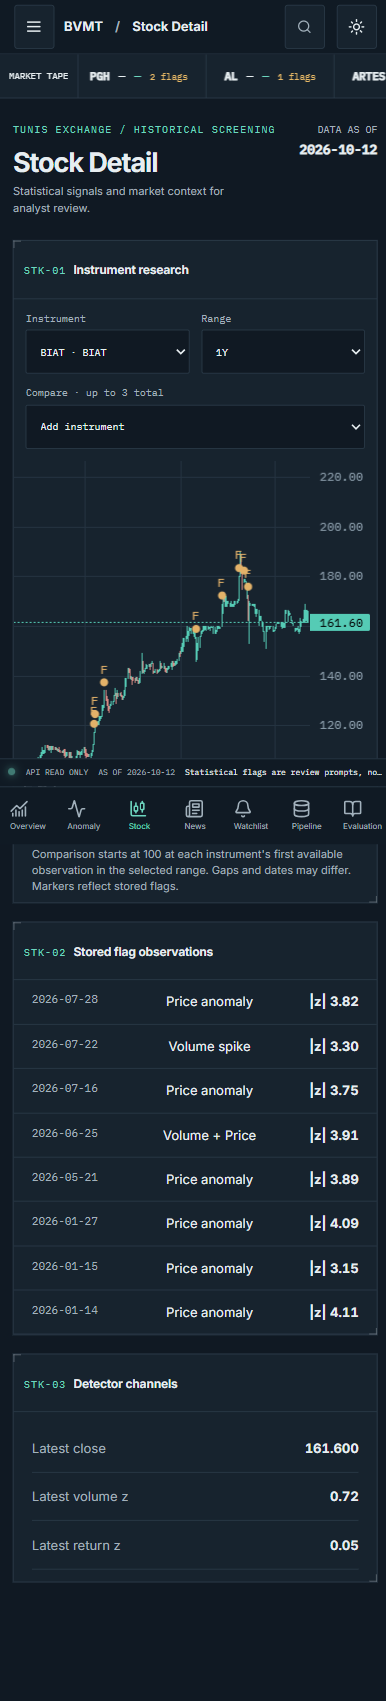 BVMT / Stock Detail
MARKET TAPE PGH — — 2 flags AL — — 1 flags ARTES
TUNIS EXCHANGE / HISTORICAL SCREENING
DATA AS OF
2026-10-12
Stock Detail
Statistical signals and market context for
analyst review.
STK-01 Instrument research
Instrument Range
BIAT · BIAT 1Y
Compare · up to 3 total
Add instrument
220.00
200.00
180.00
161.60
140.00
120.00
F
F
F
F
F
F
API READ ONLY AS OF 2026-10-12 Statistical flags are review prompts, no…
Overview Anomaly Stock News Watchlist Pipeline Evaluation
Comparison starts at 100 at each instrument's first available
observation in the selected range. Gaps and dates may differ.
Markers reflect stored flags.
STK-02 Stored flag observations
2026-07-28 Price anomaly |z| 3.82
2026-07-22 Volume spike |z| 3.30
2026-07-16 Price anomaly |z| 3.75
2026-06-25 Volume + Price |z| 3.91
2026-05-21 Price anomaly |z| 3.89
2026-01-27 Price anomaly |z| 4.09
2026-01-15 Price anomaly |z| 3.15
2026-01-14 Price anomaly |z| 4.11
STK-03 Detector channels
Latest close 161.600
Latest volume z 0.72
Latest return z 0.05